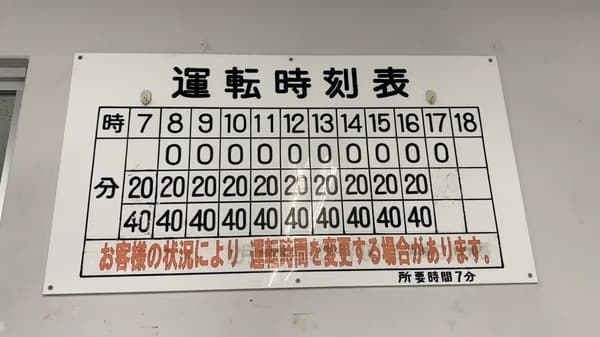 運転時刻表
時 7 8 9 10 11 12 13 14 15 16 17 18
0 0 0 0 0 0 0 0 0 0
分 20 20 20 20 20 20 20 20 20 20
40 40 40 40 40 40 40 40 40 40
お客様の状況により 運転時間を変更する場合があります。
所要時間7分